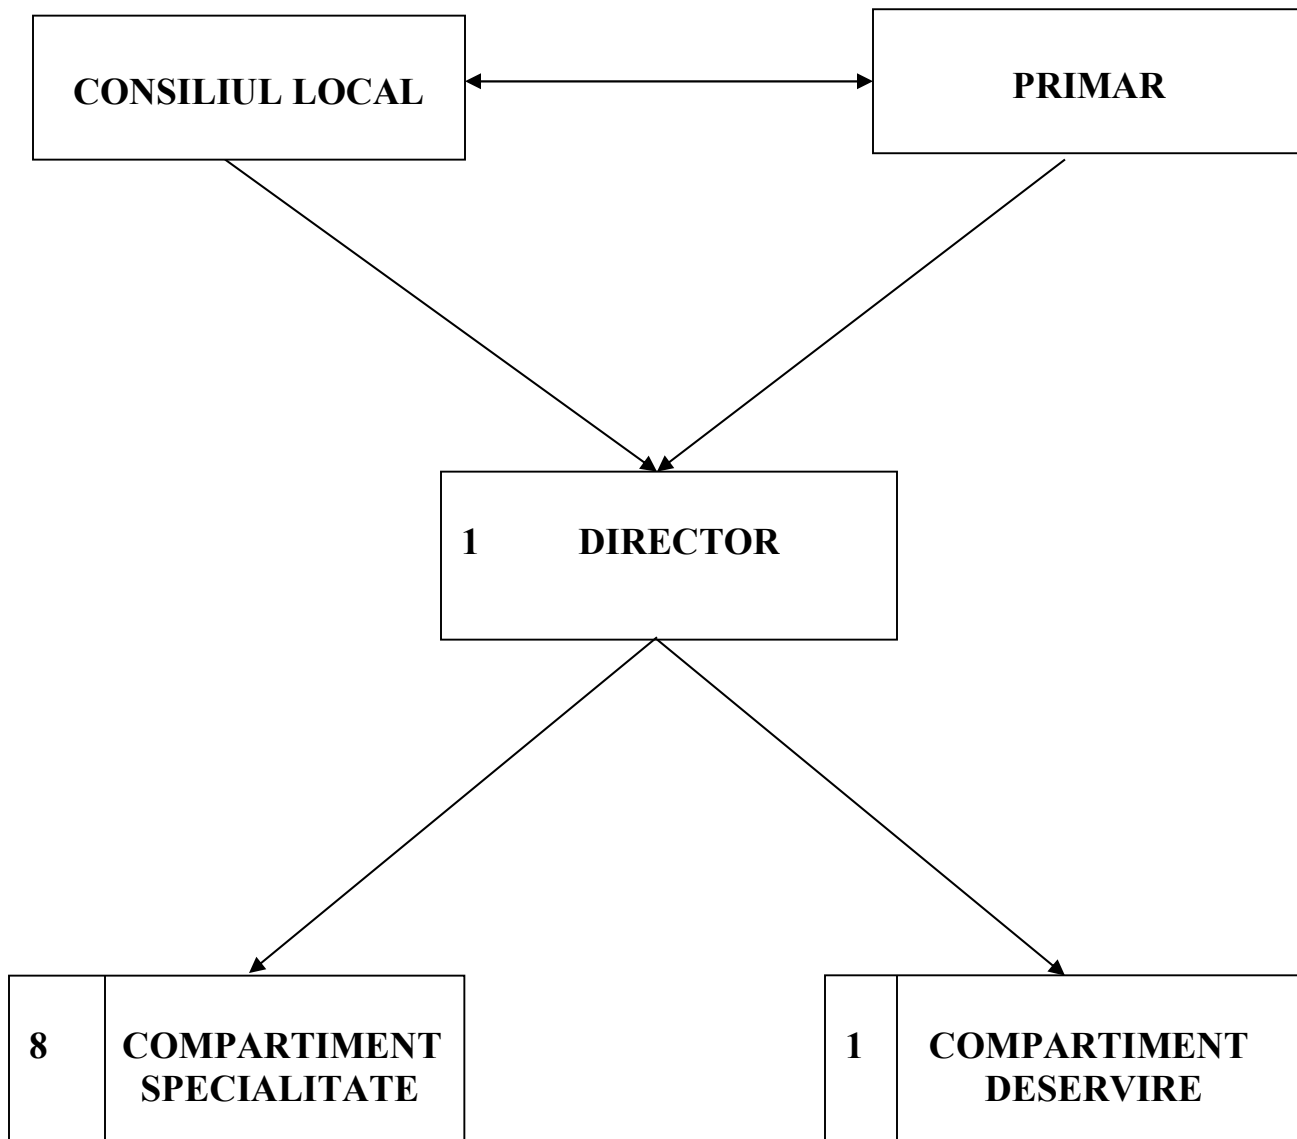 CONSILIUL LOCAL
PRIMAR
1 DIRECTOR
8 COMPARTIMENT
SPECIALITATE
1 COMPARTIMENT
DESERVIRE